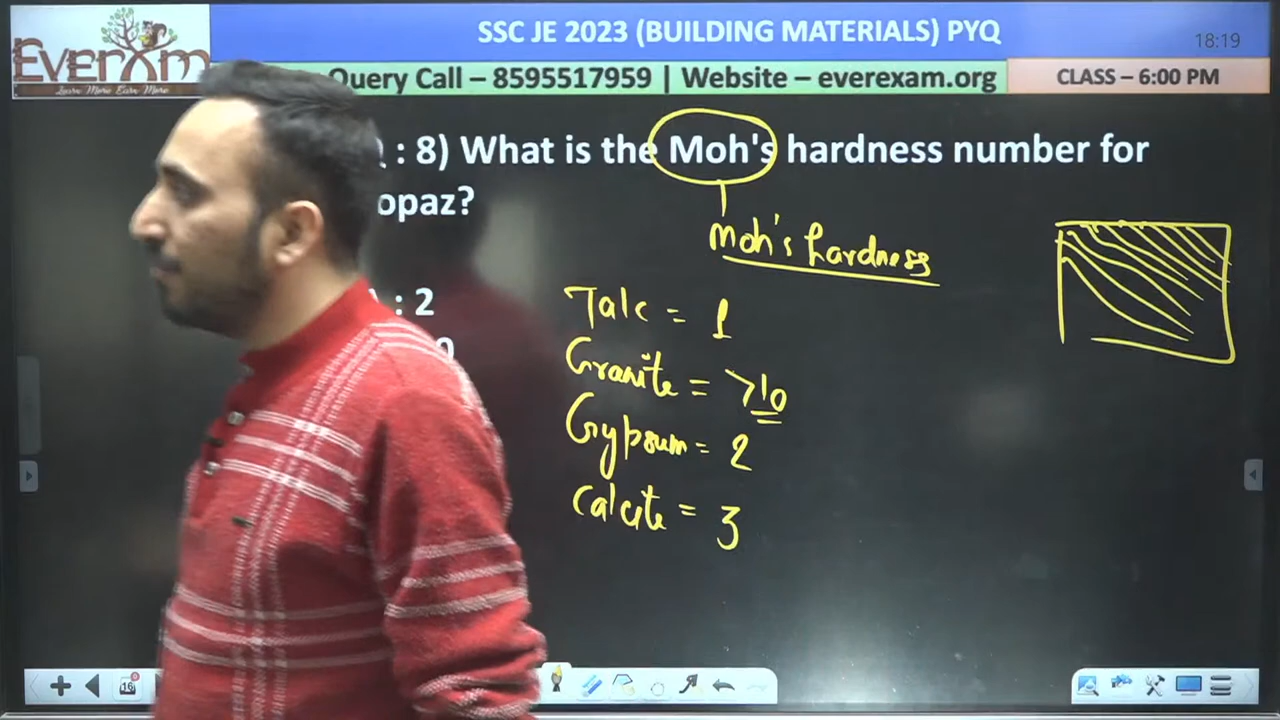 SSC JE 2023 (BUILDING MATERIALS) PYQ
18:19
EVEREXAM
Learn More Earn More
Query Call – 8595517959 | Website – everexam.org
CLASS – 6:00 PM
: 8) What is the Moh's hardness number for
opaz?
Moh's hardness
: 2
0
Talc = 1
Granite = >10
Gypsum = 2
Calcite = 3
16